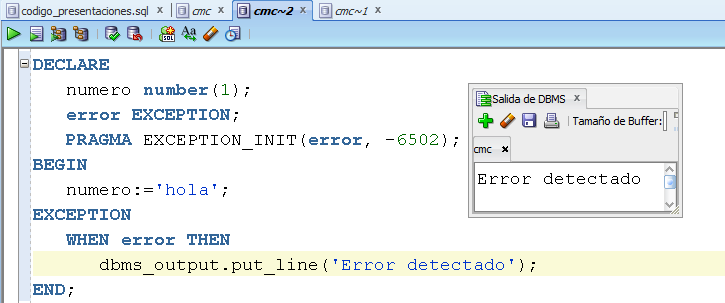 codigo_presentaciones.sql x cmc x cmc~2 x cmc~1 x
DECLARE
numero number(1);
error EXCEPTION;
PRAGMA EXCEPTION_INIT(error, -6502);
BEGIN
numero:='hola';
EXCEPTION
WHEN error THEN
dbms_output.put_line('Error detectado');
END;
Salida de DBMS x
Tamaño de Buffer:
cmc x
Error detectado